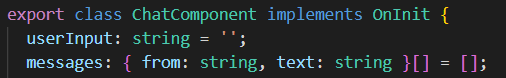 export class ChatComponent implements OnInit {
  userInput: string = '';
  messages: { from: string, text: string }[] = [];